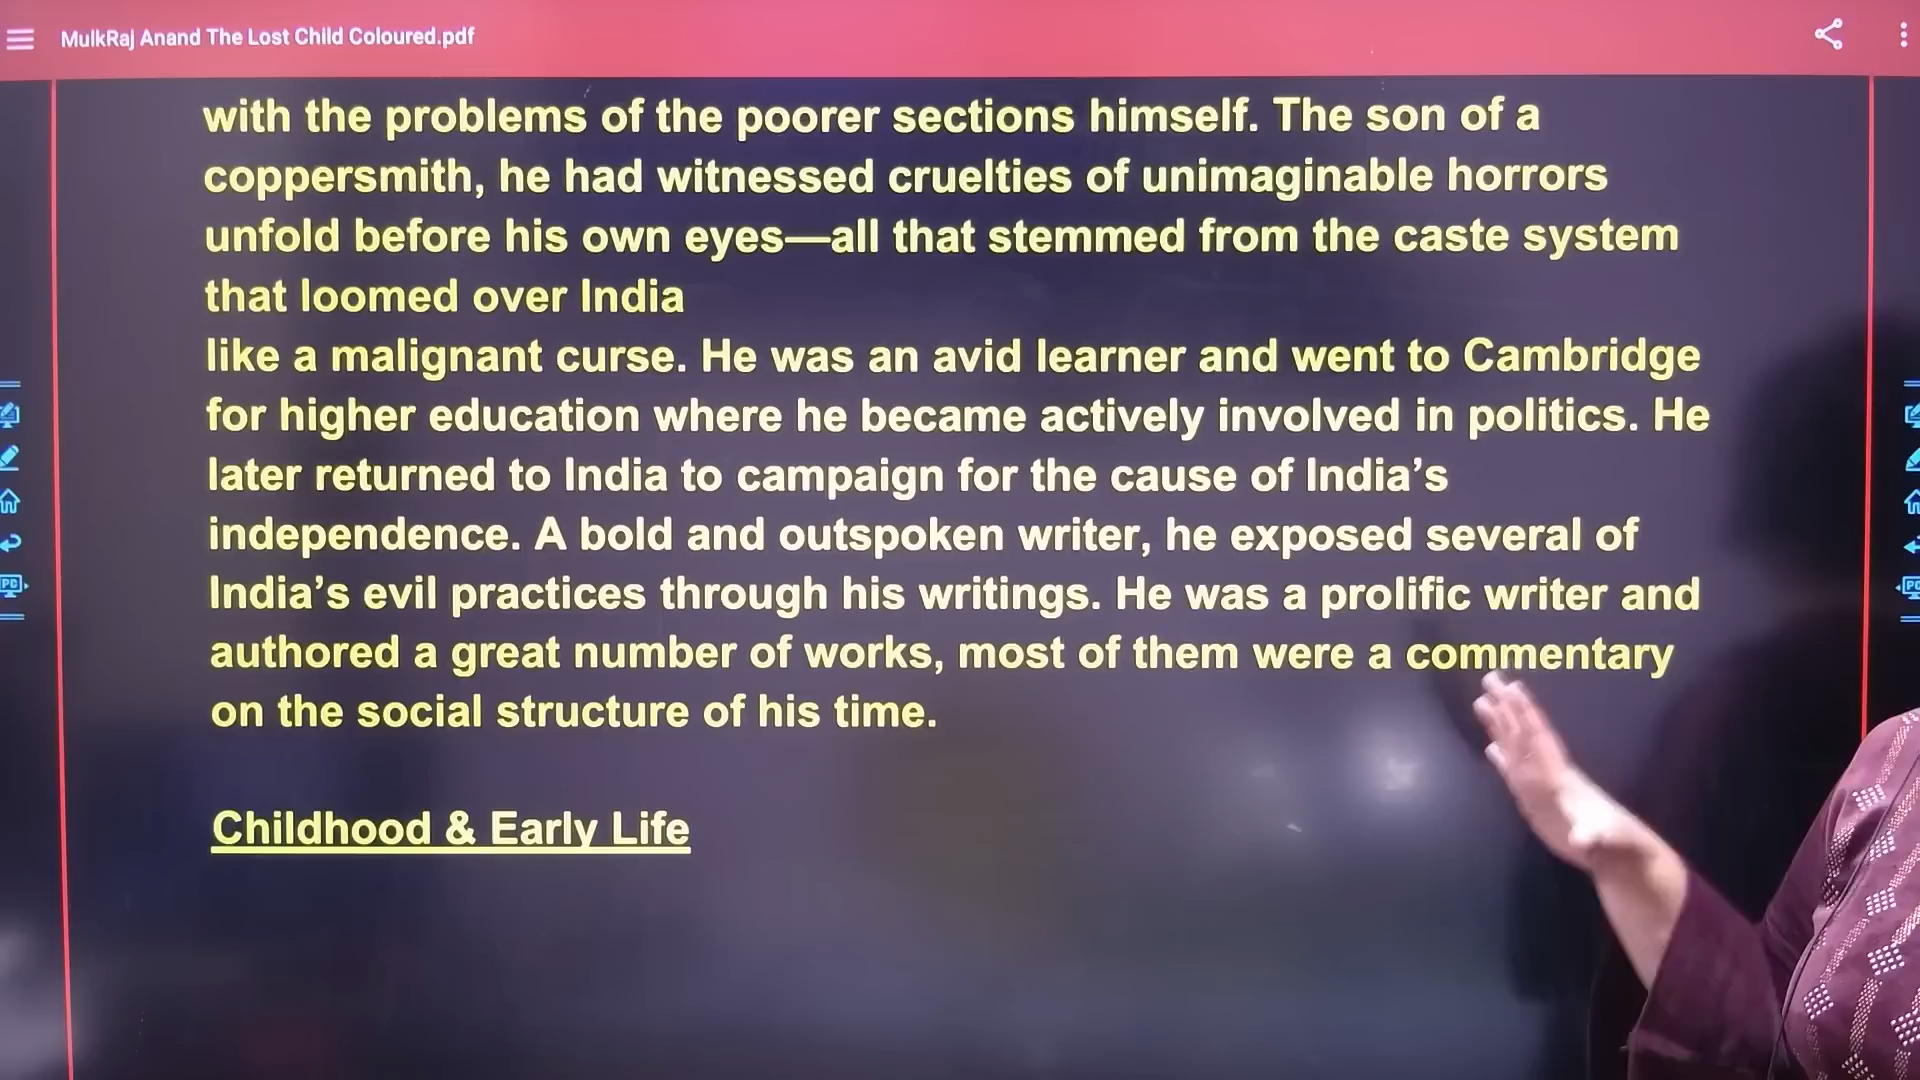 MulkRaj Anand The Lost Child Coloured.pdf
with the problems of the poorer sections himself. The son of a
coppersmith, he had witnessed cruelties of unimaginable horrors
unfold before his own eyes—all that stemmed from the caste system
that loomed over India
like a malignant curse. He was an avid learner and went to Cambridge
for higher education where he became actively involved in politics. He
later returned to India to campaign for the cause of India’s
independence. A bold and outspoken writer, he exposed several of
India’s evil practices through his writings. He was a prolific writer and
authored a great number of works, most of them were a commentary
on the social structure of his time.
Childhood & Early Life